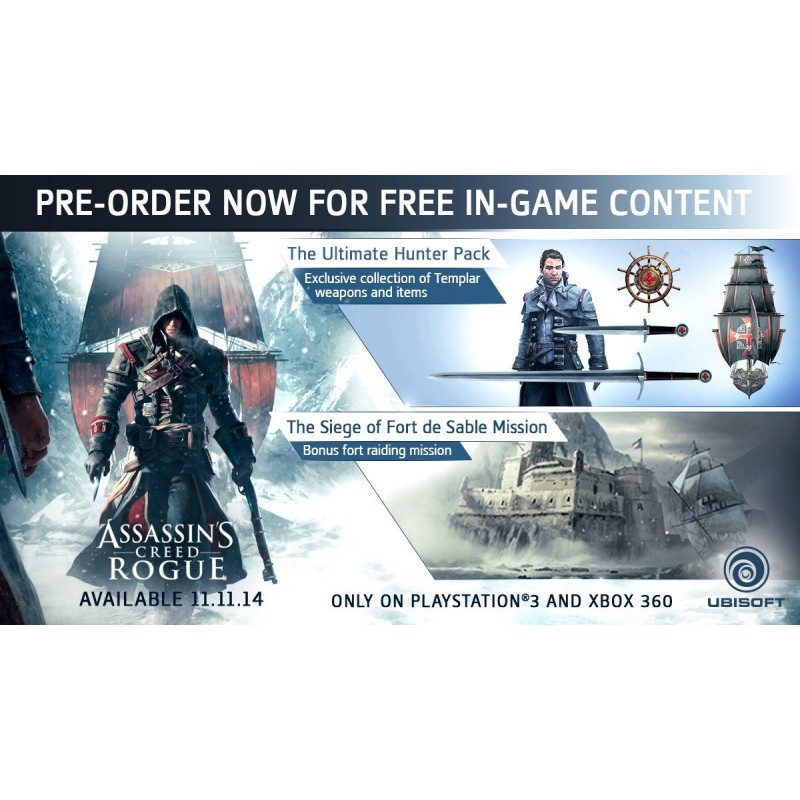 PRE-ORDER NOW FOR FREE IN-GAME CONTENT
The Ultimate Hunter Pack
Exclusive collection of Templar
weapons and items
The Siege of Fort de Sable Mission
Bonus fort raiding mission
ASSASSIN'S
CREED
ROGUE
AVAILABLE 11.11.14
ONLY ON PLAYSTATION®3 AND XBOX 360
UBISOFT